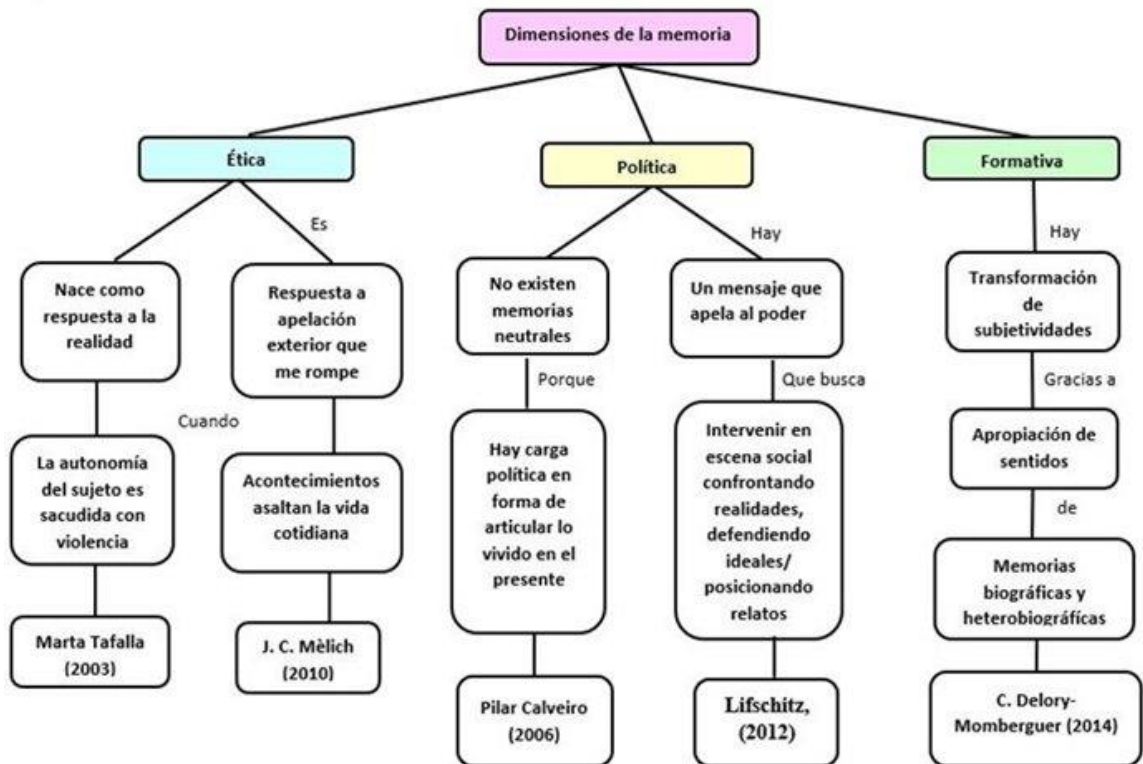 Dimensiones de la memoria
Ética
Política
Formativa
Es
Hay
Hay
Nace como
respuesta a la
realidad
Respuesta a
apelación
exterior que
me rompe
No existen
memorias
neutrales
Un mensaje que
apela al poder
Transformación
de
subjetividades
Cuando
Porque
Que busca
Gracias a
La autonomía
del sujeto es
sacudida con
violencia
Acontecimientos
asaltan la vida
cotidiana
Hay carga
política en
forma de
articular lo
vivido en el
presente
Intervenir en
escena social
confrontando
realidades,
defendiendo
ideales/
posicionando
relatos
Apropiación de
sentidos
de
Memorias
biográficas y
heterobiográfícas
Marta Tafalla
(2003)
J. C. Mèlich
(2010)
Pilar Calveiro
(2006)
Lifschitz,
(2012)
C. Delory-
Momberguer (2014)